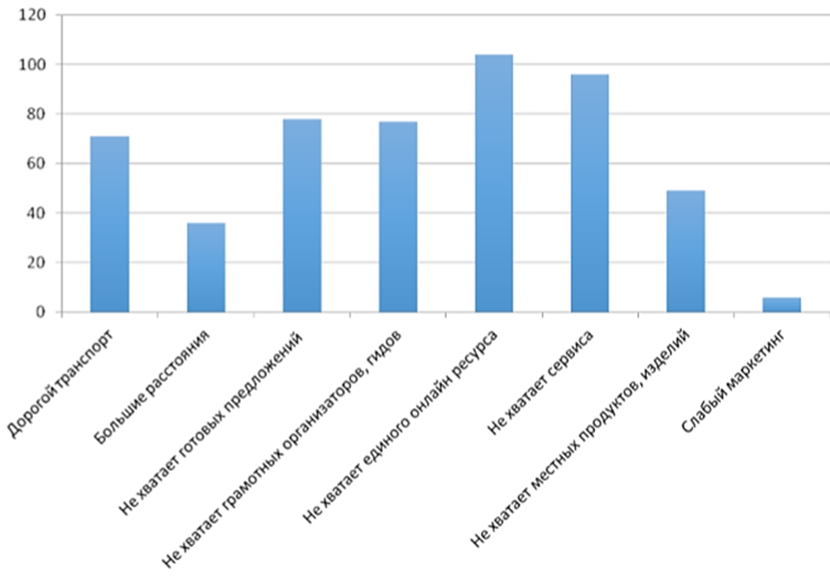 120
100
80
60
40
20
0
Дорогой транспорт
Большие расстояния
Не хватает готовых предложений
Не хватает грамотных организаторов, гидов
Не хватает единого онлайн ресурса
Не хватает сервиса
Не хватает местных продуктов, изделий
Слабый маркетинг